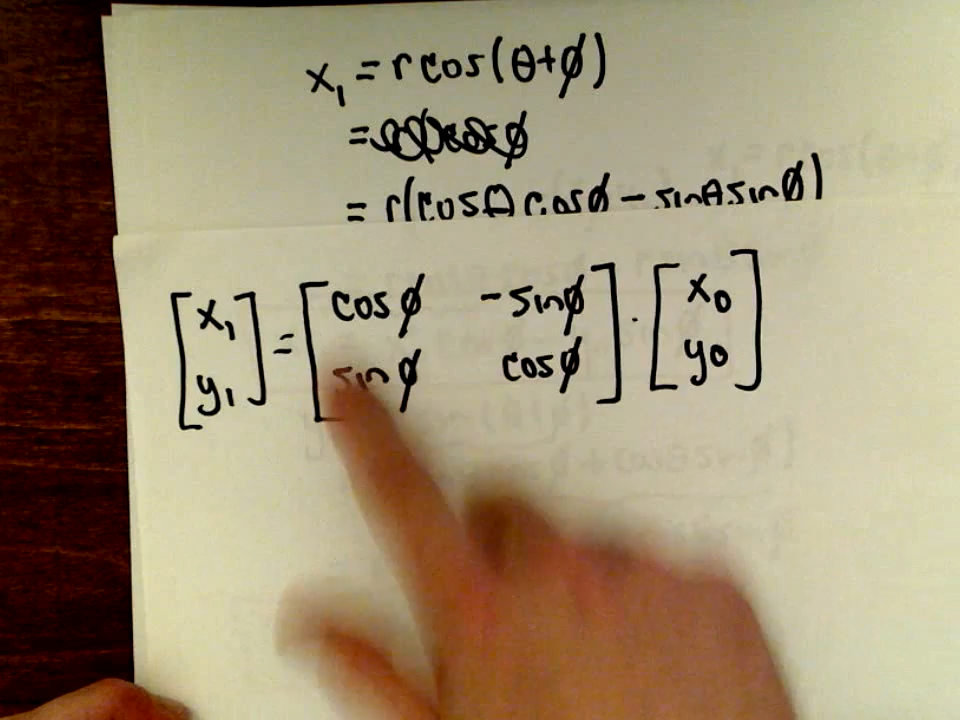 x₁ = r cos(θ+ϕ)
=
= r(cosθ cosϕ − sinθ sinϕ)
[x₁] = [cosϕ −sinϕ] · [x₀]
[y₁] [sinϕ cosϕ] [y₀]